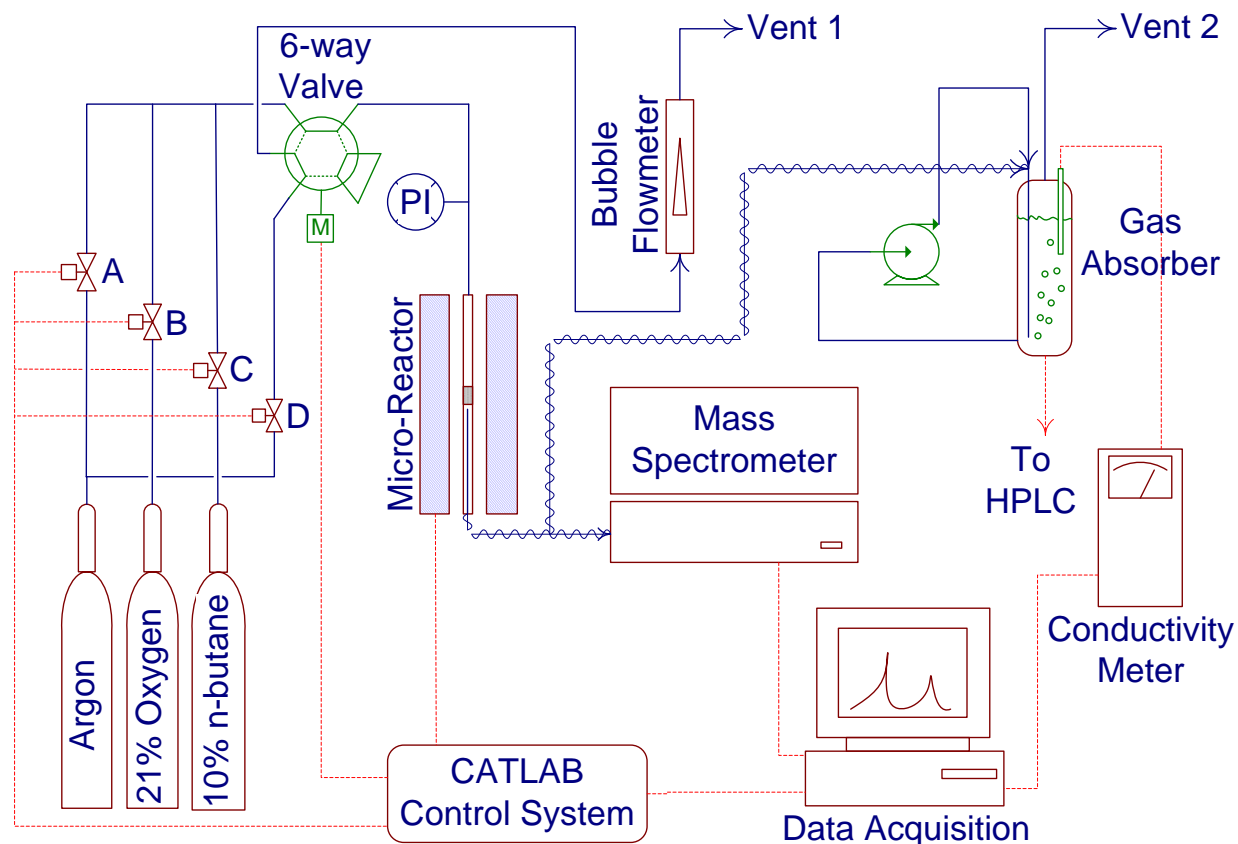 Vent 1
Vent 2
6-way
Valve
Bubble
Flowmeter
PI
M
Gas
Absorber
A
B
C
D
Micro-Reactor
Mass
Spectrometer
To
HPLC
Argon
21% Oxygen
10% n-butane
Conductivity
Meter
CATLAB
Control System
Data Acquisition